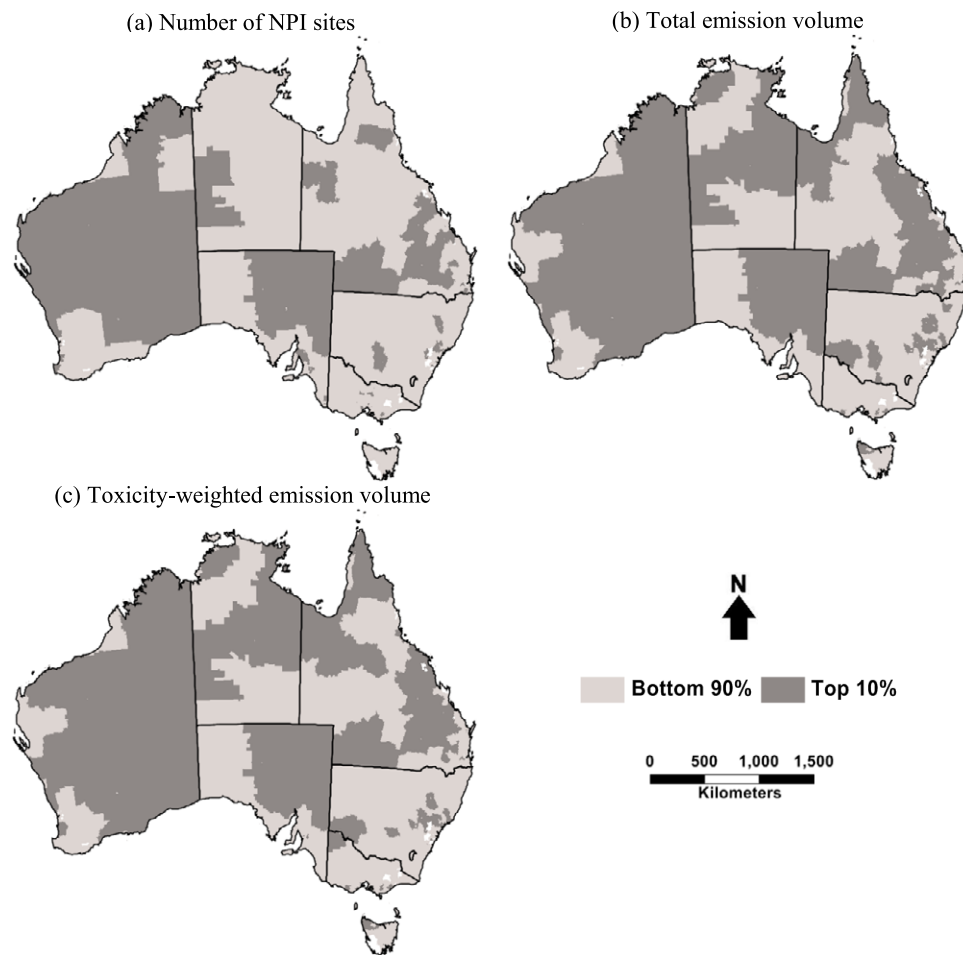 (a) Number of NPI sites
(b) Total emission volume
(c) Toxicity-weighted emission volume
N
Bottom 90% Top 10%
0 500 1,000 1,500
Kilometers